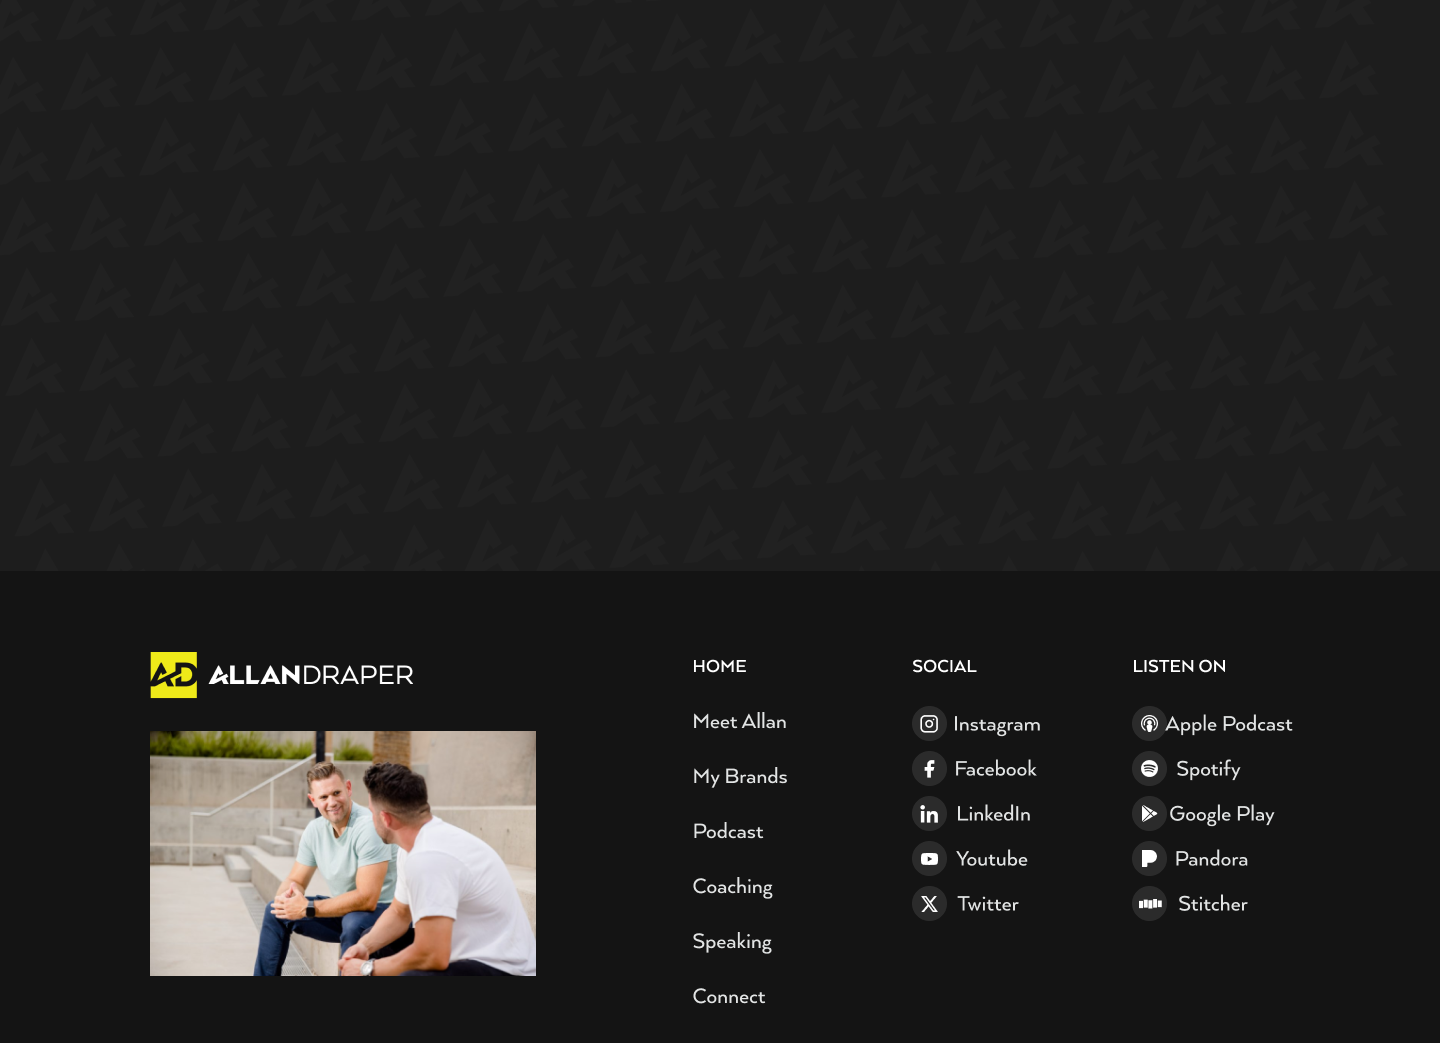 AD ALLANDRAPER
HOME
Meet Allan
My Brands
Podcast
Coaching
Speaking
Connect
SOCIAL
Instagram
Facebook
LinkedIn
Youtube
Twitter
LISTEN ON
Apple Podcast
Spotify
Google Play
Pandora
Stitcher